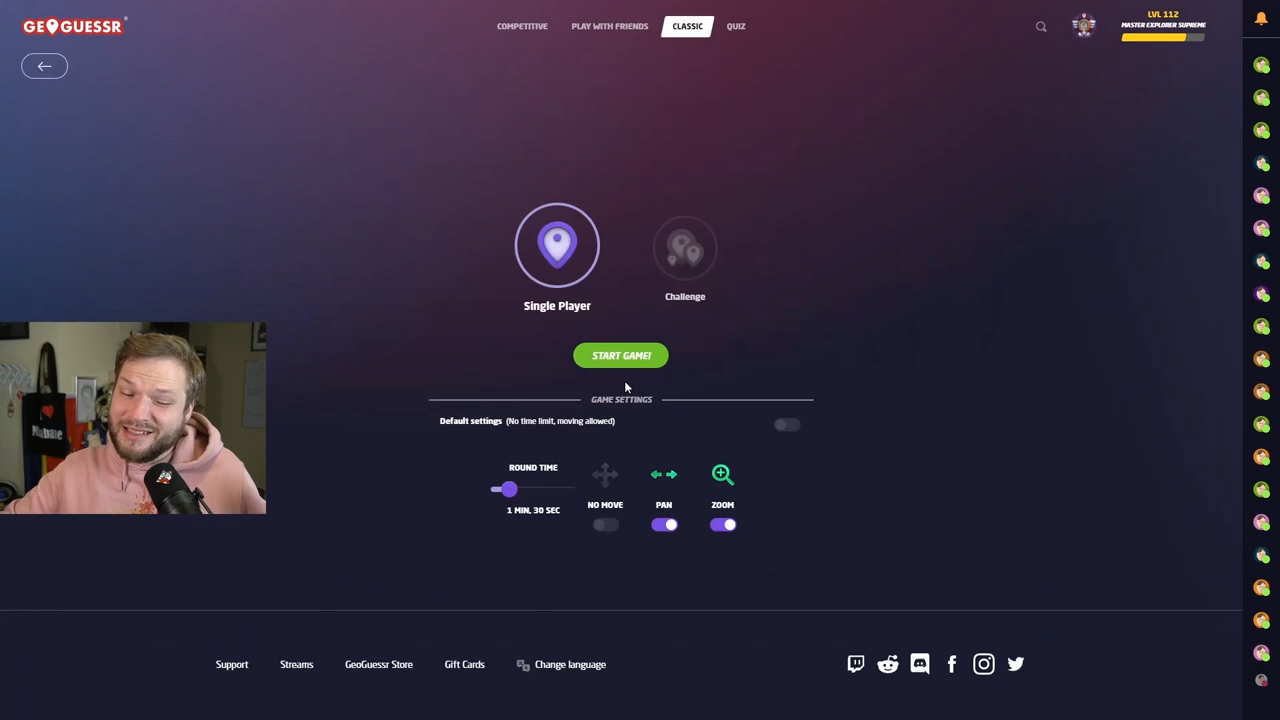 GEOGUESSR
COMPETITIVE
PLAY WITH FRIENDS
CLASSIC
QUIZ
LVL 112
MASTER EXPLORER SUPREME
Single Player
Challenge
START GAME!
GAME SETTINGS
Default settings (No time limit, moving allowed)
ROUND TIME
1 MIN, 30 SEC
NO MOVE
PAN
ZOOM
Support
Streams
GeoGuessr Store
Gift Cards
Change language